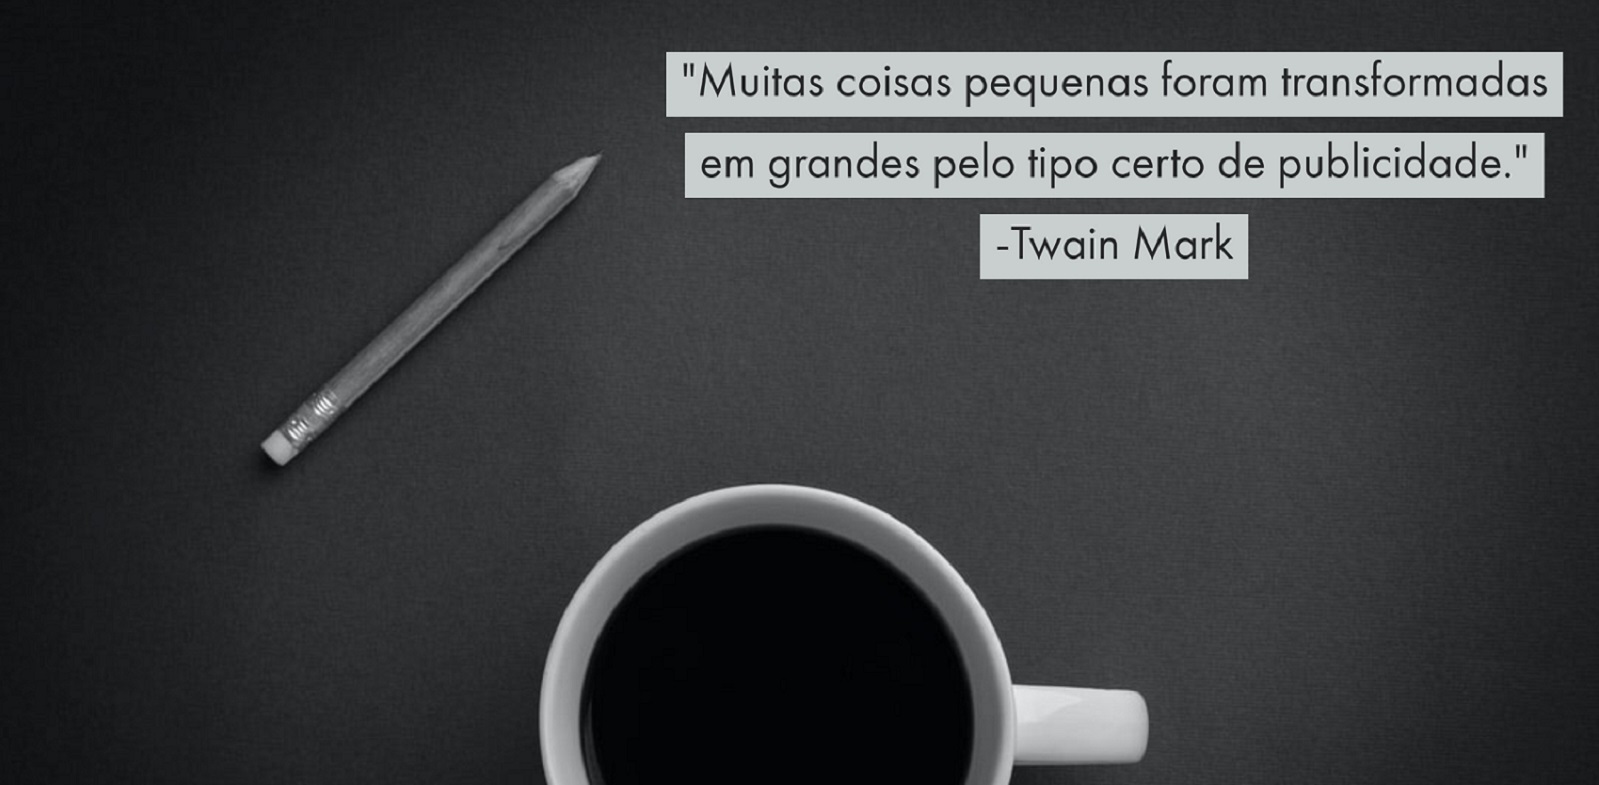 "Muitas coisas pequenas foram transformadas
em grandes pelo tipo certo de publicidade."
-Twain Mark